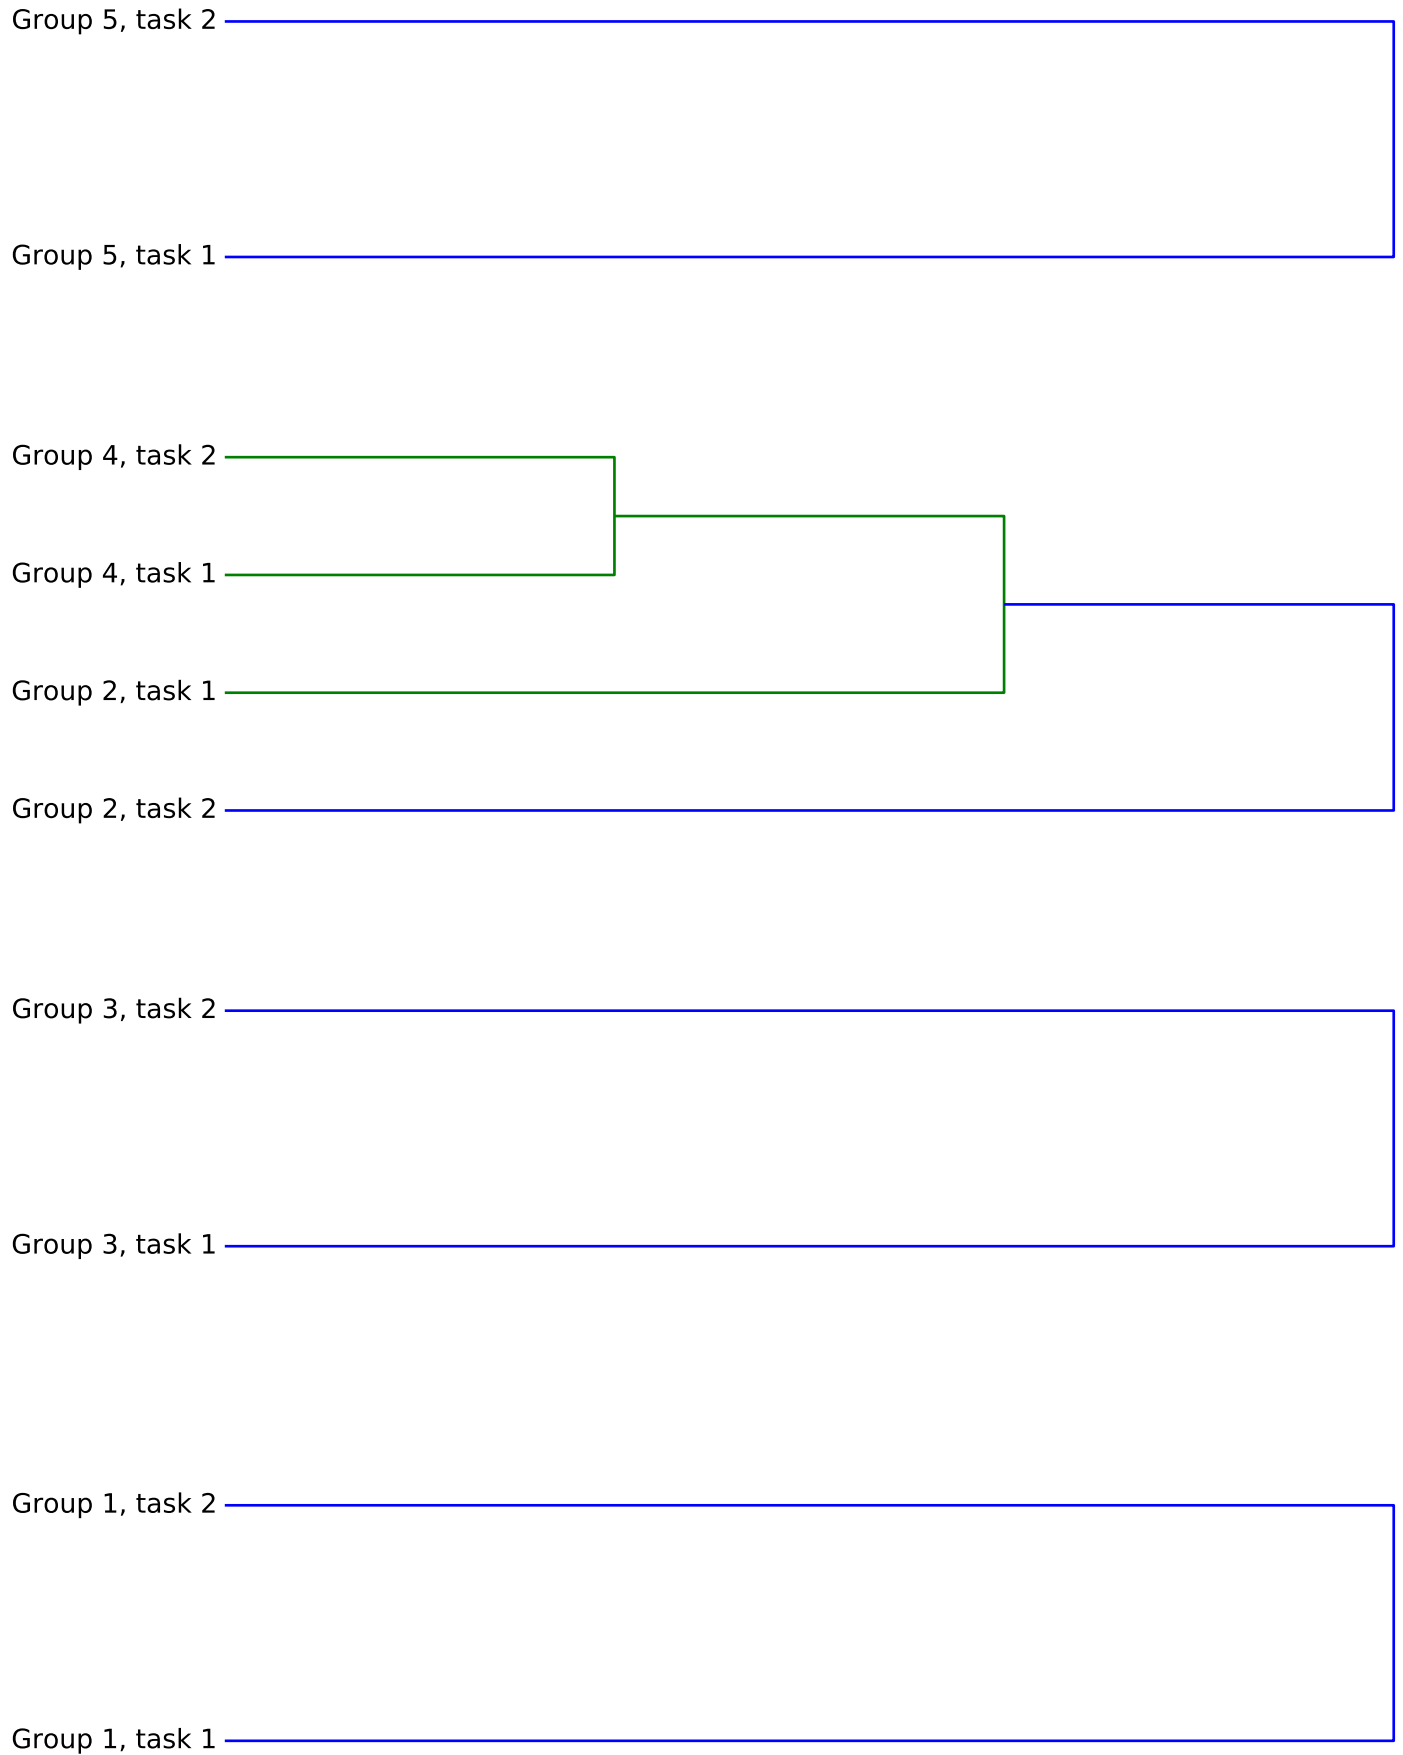 Group 5, task 2
Group 5, task 1
Group 4, task 2
Group 4, task 1
Group 2, task 1
Group 2, task 2
Group 3, task 2
Group 3, task 1
Group 1, task 2
Group 1, task 1